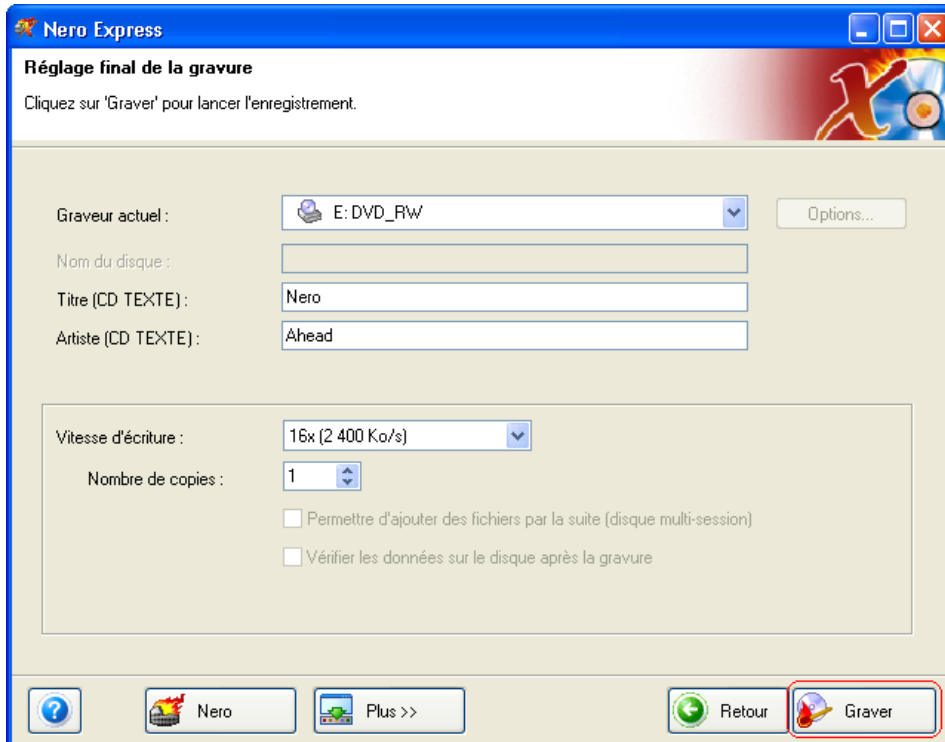 Nero Express
Réglage final de la gravure
Cliquez sur 'Graver' pour lancer l'enregistrement.
Graveur actuel :
E: DVD_RW
Options...
Nom du disque :
Titre (CD TEXTE) :
Nero
Artiste (CD TEXTE) :
Ahead
Vitesse d'écriture :
16x (2 400 Ko/s)
Nombre de copies :
1
Permettre d'ajouter des fichiers par la suite (disque multi-session)
Vérifier les données sur le disque après la gravure
Nero
Plus >>
Retour
Graver